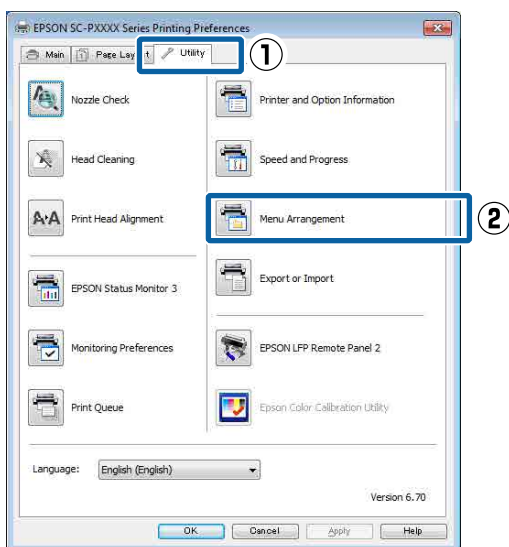 EPSON SC-PXXXX Series Printing Preferences
Main
Page Lay t
Utility
1
Nozzle Check
Printer and Option Information
Head Cleaning
Speed and Progress
Print Head Alignment
Menu Arrangement
2
EPSON Status Monitor 3
Export or Import
Monitoring Preferences
EPSON LFP Remote Panel 2
Print Queue
Epson Color Calibration Utility
Language:
English (English)
Version 6.70
OK
Cancel
Apply
Help